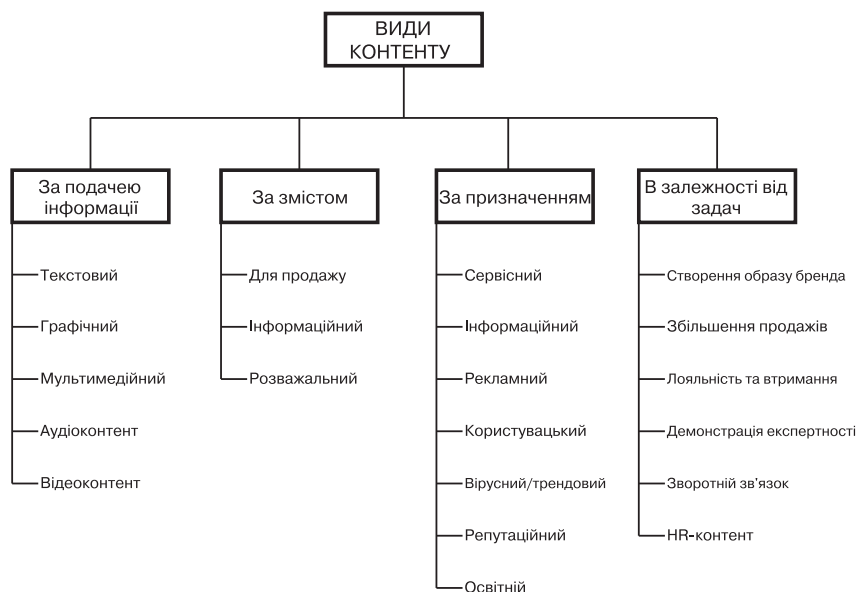 ВИДИ
КОНТЕНТУ
За подачею
інформації
Текстовий
Графічний
Мультимедійний
Аудіоконтент
Відеоконтент
За змістом
Для продажу
Інформаційний
Розважальний
За призначенням
Сервісний
Інформаційний
Рекламний
Користувацький
Вірусний/трендовий
Репутаційний
Освітній
В залежності від
задач
Створення образу бренда
Збільшення продажів
Лояльність та втримання
Демонстрація експертності
Зворотній зв'язок
HR-контент